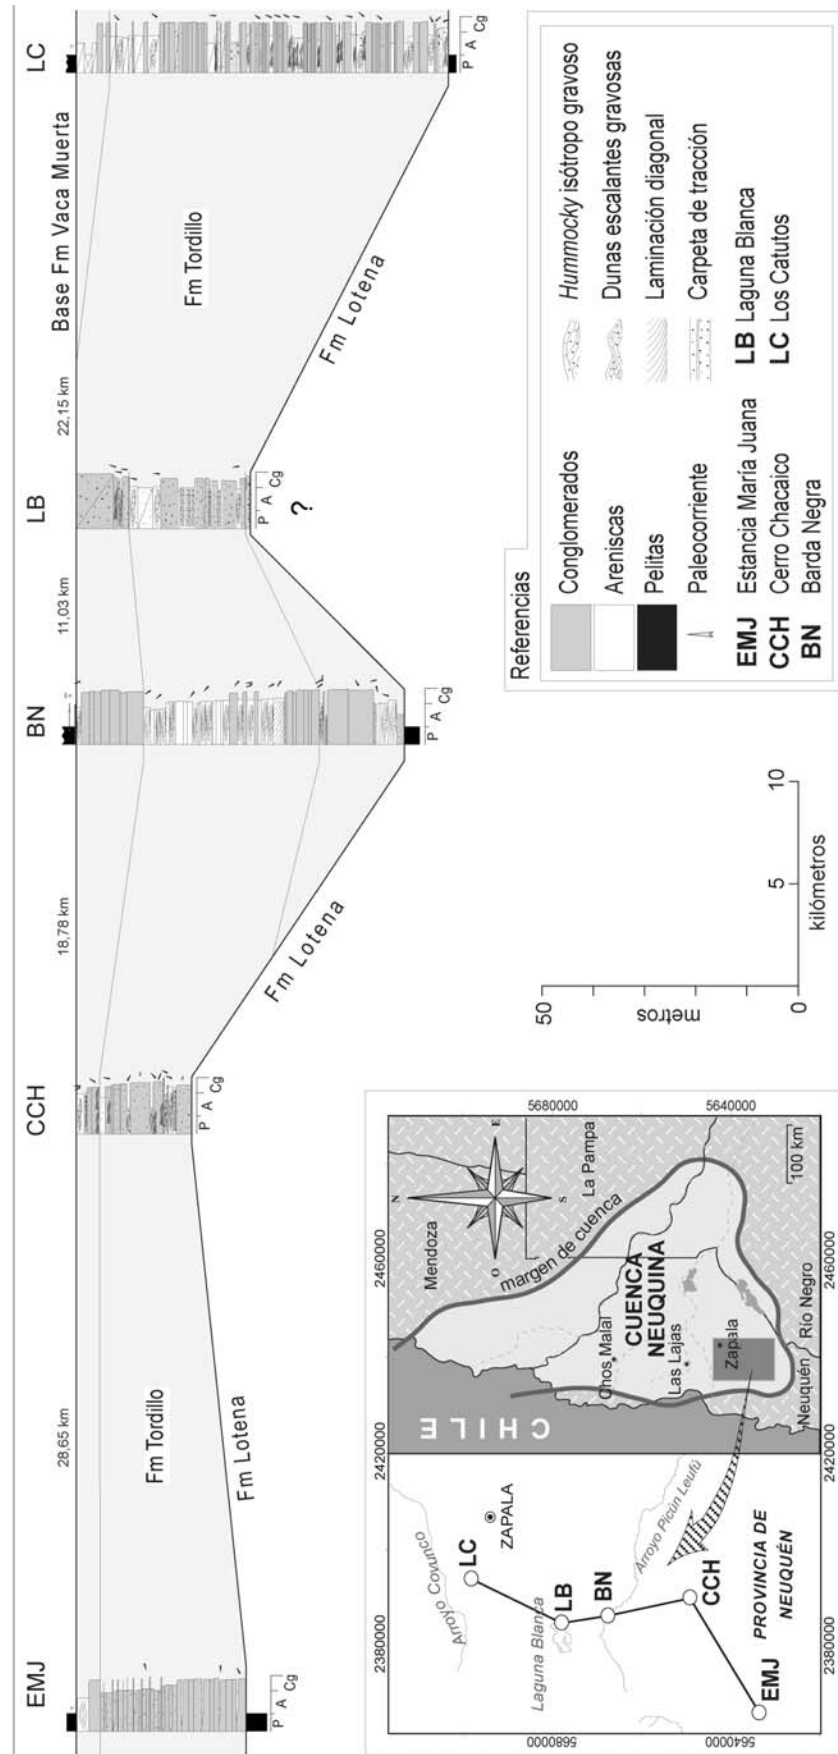 EMJ
CCH
BN
LB
LC
28,65 km
18,78 km
11,03 km
22,15 km
Base Fm Vaca Muerta
Fm Tordillo
Fm Tordillo
Fm Lotena
Fm Lotena
Fm Lotena
P A Cg
P A Cg
P A Cg
P A Cg
P A Cg
?
50
metros
0
0 5 10
kilómetros
Referencias
Conglomerados
Areniscas
Pelitas
Paleocorriente
Hummocky isótropo gravoso
Dunas escalantes gravosas
Laminación diagonal
Carpeta de tracción
EMJ Estancia María Juana
CCH Cerro Chacaico
BN Barda Negra
LB Laguna Blanca
LC Los Catutos
2380000
2420000
2460000
5680000
5640000
Arroyo Covunco
LC
ZAPALA
LB
Laguna Blanca
BN
Arroyo Picún Leufú
CCH
EMJ
PROVINCIA DE
NEUQUÉN
CHILE
Mendoza
N
E
S
O
La Pampa
margen de cuenca
CUENCA
NEUQUINA
Chos Malal
Las Lajas
Zapala
Neuquén
Río Negro
100 km
5680000
5640000
2380000
2460000